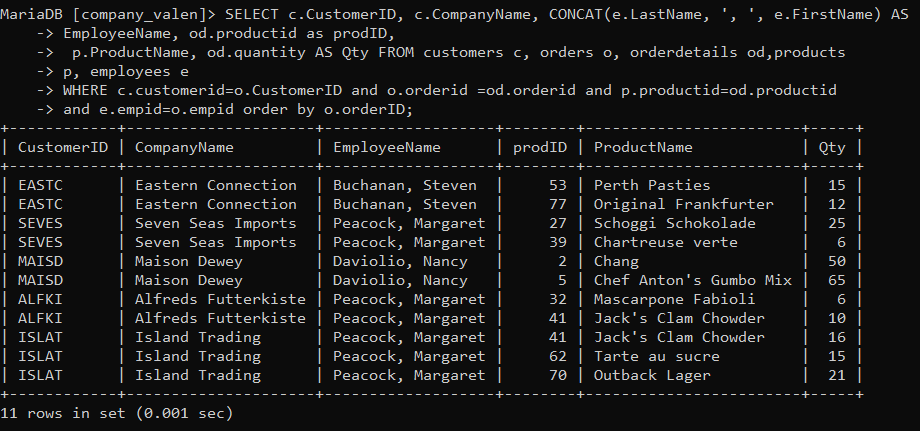 MariaDB [company_valen]> SELECT c.CustomerID, c.CompanyName, CONCAT(e.LastName, ', ', e.FirstName) AS
    -> EmployeeName, od.productid as prodID,
    ->  p.ProductName, od.quantity AS Qty FROM customers c, orders o, orderdetails od,products
    -> p, employees e
    -> WHERE c.customerid=o.CustomerID and o.orderid =od.orderid and p.productid=od.productid
    -> and e.empid=o.empid order by o.orderID;
+------------+--------------------+-------------------+--------+------------------------+-----+
| CustomerID | CompanyName        | EmployeeName      | prodID | ProductName            | Qty |
+------------+--------------------+-------------------+--------+------------------------+-----+
| EASTC      | Eastern Connection | Buchanan, Steven  |     53 | Perth Pasties          |  15 |
| EASTC      | Eastern Connection | Buchanan, Steven  |     77 | Original Frankfurter   |  12 |
| SEVES      | Seven Seas Imports | Peacock, Margaret |     27 | Schoggi Schokolade     |  25 |
| SEVES      | Seven Seas Imports | Peacock, Margaret |     39 | Chartreuse verte       |   6 |
| MAISD      | Maison Dewey       | Daviolio, Nancy   |      2 | Chang                  |  50 |
| MAISD      | Maison Dewey       | Daviolio, Nancy   |      5 | Chef Anton's Gumbo Mix |  65 |
| ALFKI      | Alfreds Futterkiste | Peacock, Margaret |     32 | Mascarpone Fabioli     |   6 |
| ALFKI      | Alfreds Futterkiste | Peacock, Margaret |     41 | Jack's Clam Chowder    |  10 |
| ISLAT      | Island Trading     | Peacock, Margaret |     41 | Jack's Clam Chowder    |  16 |
| ISLAT      | Island Trading     | Peacock, Margaret |     62 | Tarte au sucre         |  15 |
| ISLAT      | Island Trading     | Peacock, Margaret |     70 | Outback Lager          |  21 |
+------------+--------------------+-------------------+--------+------------------------+-----+
11 rows in set (0.001 sec)